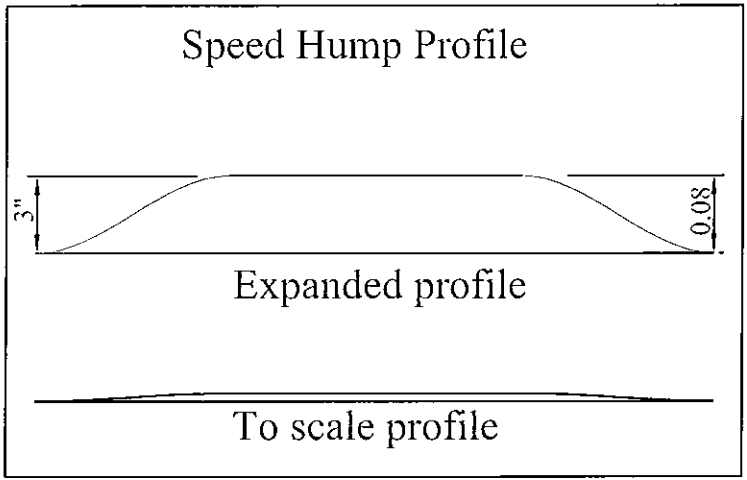 Speed Hump Profile
3"
0.08
Expanded profile
To scale profile